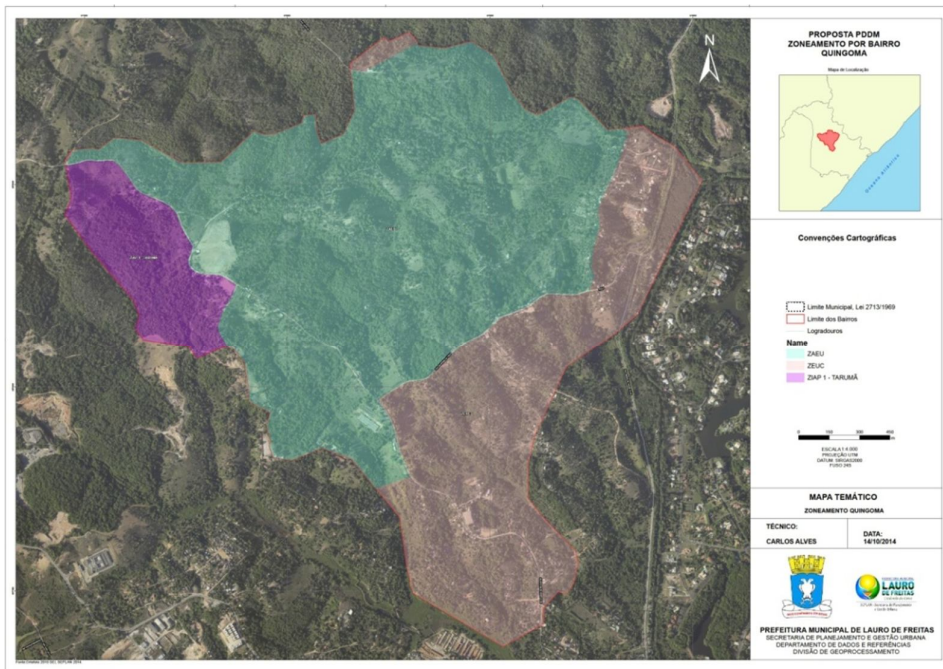 N
PROPOSTA PDDM
ZONEAMENTO POR BAIRRO
QUINGOMA
Mapa de Localização
Oceano Atlântico
Convenções Cartográficas
Limite Municipal, Lei 2713/1969
Limite dos Bairros
Logradouros
Name
ZAEU
ZEUC
ZIAP 1 - TARUMÃ
MAPA TEMÁTICO
ZONEAMENTO QUINGOMA
TÉCNICO:
CARLOS ALVES
DATA:
14/10/2014
LAURO
DE FREITAS
PREFEITURA MUNICIPAL DE LAURO DE FREITAS
SECRETARIA DE PLANEJAMENTO E GESTÃO URBANA
DEPARTAMENTO DE DADOS E REFERÊNCIAS
DIVISÃO DE GEOPROCESSAMENTO